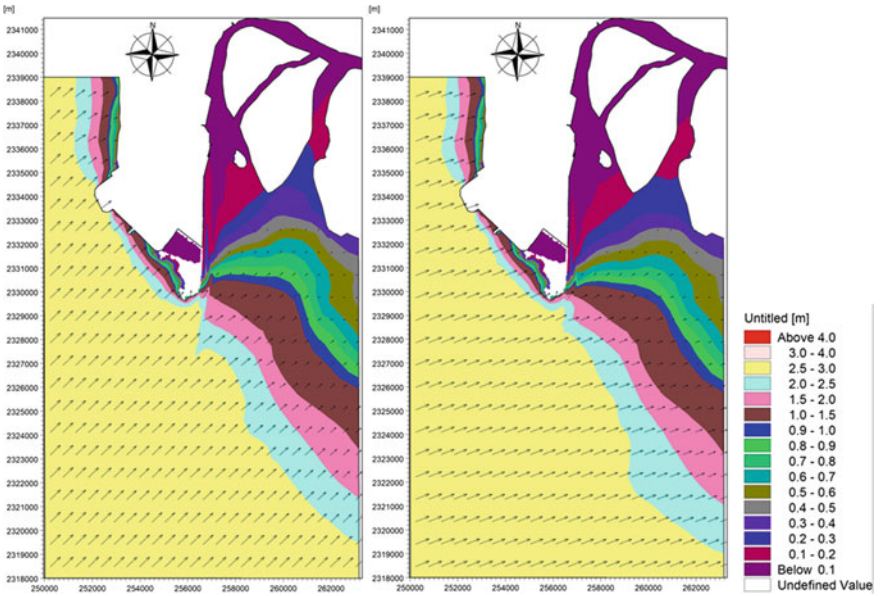 [m]
[m]
2341000
2340000
2339000
2338000
2337000
2336000
2335000
2334000
2333000
2332000
2331000
2330000
2329000
2328000
2327000
2326000
2325000
2324000
2323000
2322000
2321000
2320000
2319000
2318000
N
250000 252000 254000 256000 258000 260000 262000
2341000
2340000
2339000
2338000
2337000
2336000
2335000
2334000
2333000
2332000
2331000
2330000
2329000
2328000
2327000
2326000
2325000
2324000
2323000
2322000
2321000
2320000
2319000
2318000
N
250000 252000 254000 256000 258000 260000 262000
Untitled [m]
Above 4.0
3.0 - 4.0
2.5 - 3.0
2.0 - 2.5
1.5 - 2.0
1.0 - 1.5
0.9 - 1.0
0.8 - 0.9
0.7 - 0.8
0.6 - 0.7
0.5 - 0.6
0.4 - 0.5
0.3 - 0.4
0.2 - 0.3
0.1 - 0.2
Below 0.1
Undefined Value